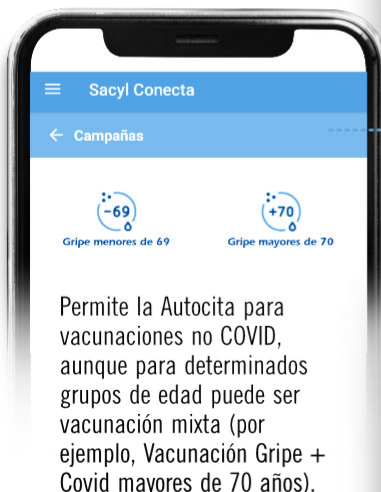 Sacyl Conecta
Campañas
-69
+70
Gripe menores de 69
Gripe mayores de 70
Permite la Autocita para
vacunaciones no COVID,
aunque para determinados
grupos de edad puede ser
vacunación mixta (por
ejemplo, Vacunación Gripe +
Covid mayores de 70 años).